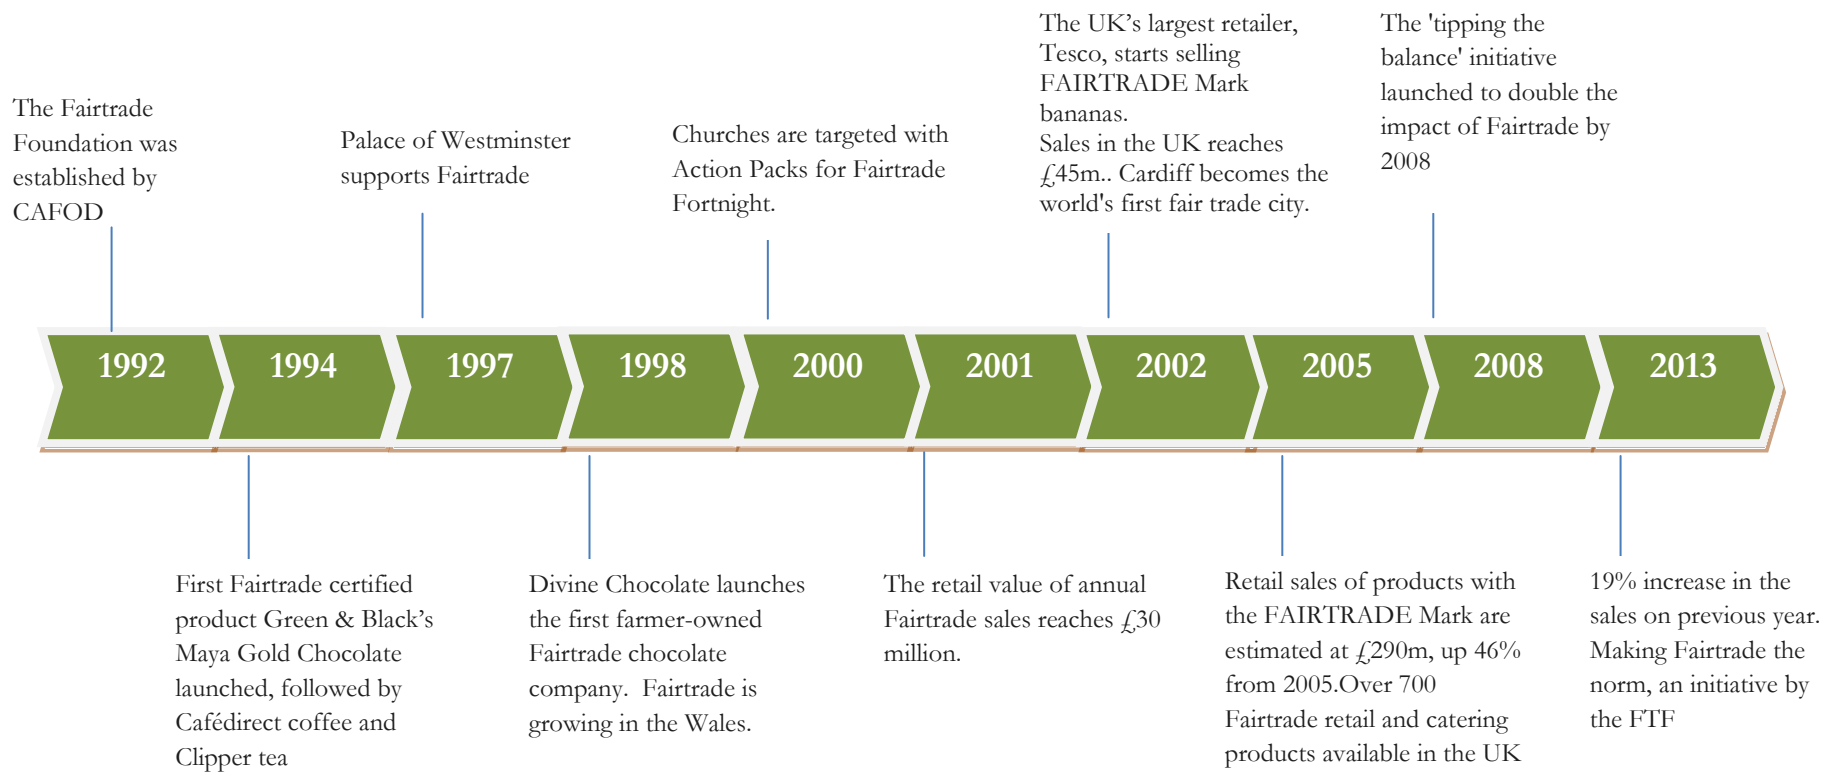 The Fairtrade
Foundation was
established by
CAFOD
Palace of Westminster
supports Fairtrade
Churches are targeted with
Action Packs for Fairtrade
Fortnight.
The UK’s largest retailer,
Tesco, starts selling
FAIRTRADE Mark
bananas.
Sales in the UK reaches
£45m.. Cardiff becomes the
world's first fair trade city.
The 'tipping the
balance' initiative
launched to double the
impact of Fairtrade by
2008
1992
1994
1997
1998
2000
2001
2002
2005
2008
2013
First Fairtrade certified
product Green & Black’s
Maya Gold Chocolate
launched, followed by
Cafédirect coffee and
Clipper tea
Divine Chocolate launches
the first farmer-owned
Fairtrade chocolate
company.  Fairtrade is
growing in the Wales.
The retail value of annual
Fairtrade sales reaches £30
million.
Retail sales of products with
the FAIRTRADE Mark are
estimated at £290m, up 46%
from 2005.Over 700
Fairtrade retail and catering
products available in the UK
19% increase in the
sales on previous year.
Making Fairtrade the
norm, an initiative by
the FTF